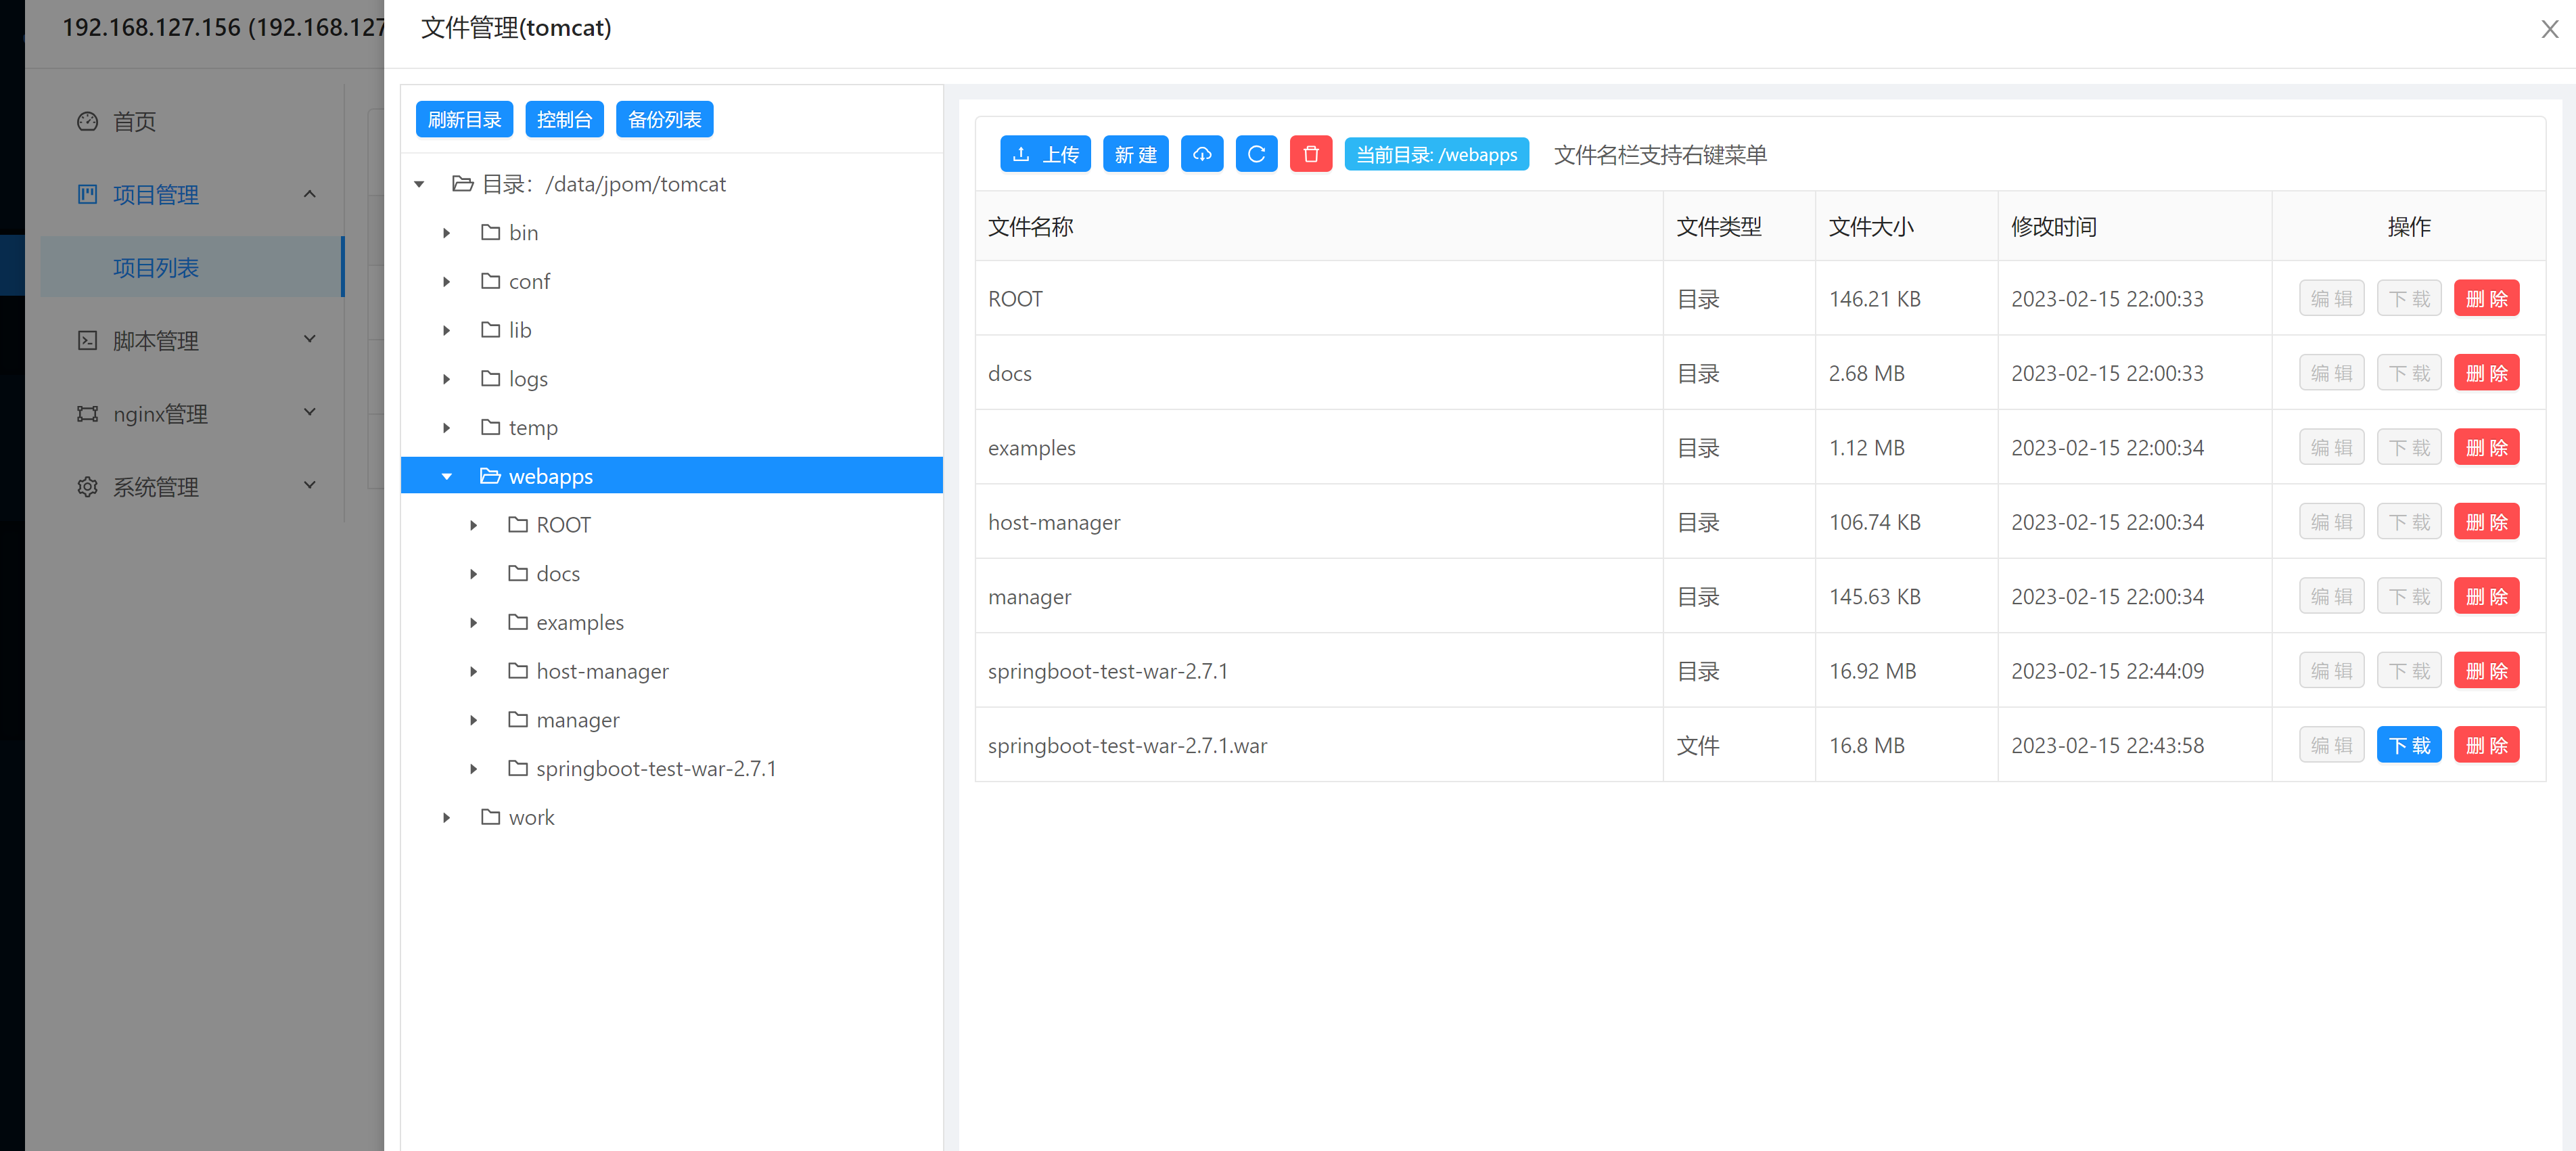 192.168.127.156 (192.168.127
首页
项目管理
项目列表
脚本管理
nginx管理
系统管理
文件管理(tomcat)
刷新目录 控制台 备份列表
目录：/data/jpom/tomcat
bin
conf
lib
logs
temp
webapps
ROOT
docs
examples
host-manager
manager
springboot-test-war-2.7.1
work
上传 新 建 当前目录: /webapps 文件名栏支持右键菜单
文件名称 文件类型 文件大小 修改时间 操作
ROOT 目录 146.21 KB 2023-02-15 22:00:33 编 辑 下 载 删 除
docs 目录 2.68 MB 2023-02-15 22:00:33 编 辑 下 载 删 除
examples 目录 1.12 MB 2023-02-15 22:00:34 编 辑 下 载 删 除
host-manager 目录 106.74 KB 2023-02-15 22:00:34 编 辑 下 载 删 除
manager 目录 145.63 KB 2023-02-15 22:00:34 编 辑 下 载 删 除
springboot-test-war-2.7.1 目录 16.92 MB 2023-02-15 22:44:09 编 辑 下 载 删 除
springboot-test-war-2.7.1.war 文件 16.8 MB 2023-02-15 22:43:58 编 辑 下 载 删 除